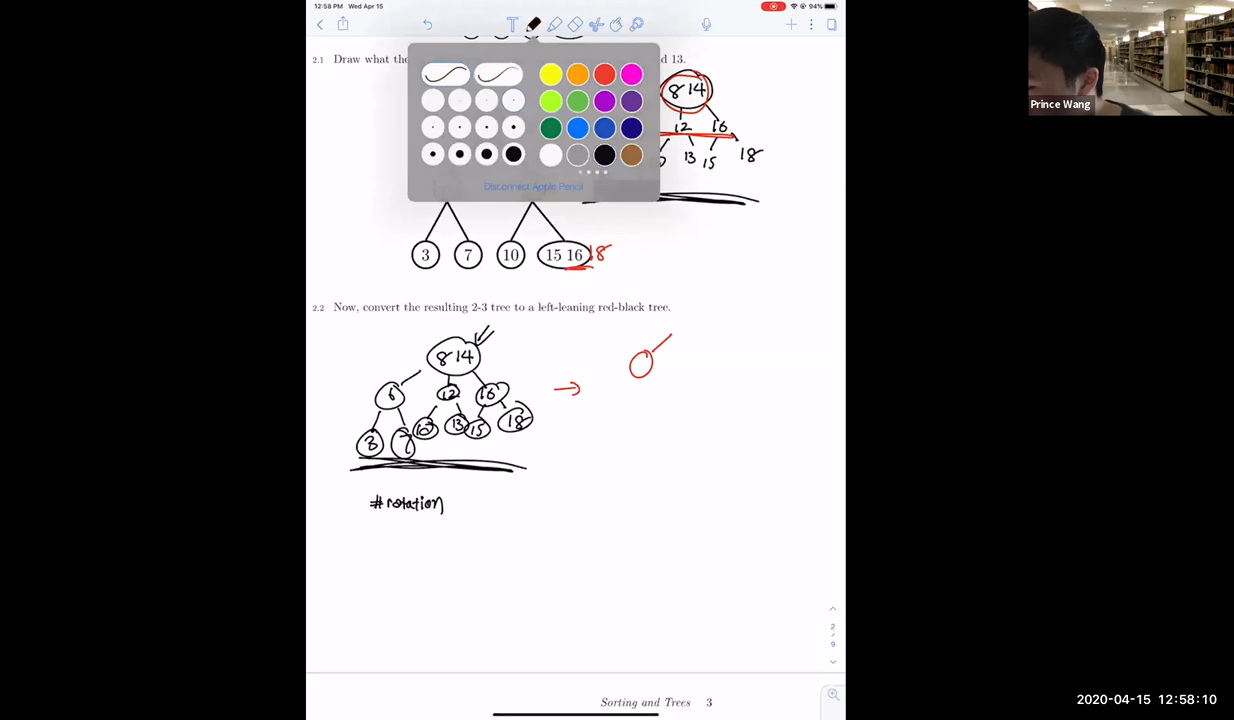 12:58 PM Wed Apr 15
94%
2.1 Draw what the
d 13.
Disconnect Apple Pencil
8 14
12 16
13 15 18
3 7 10 15 16 18
2.2 Now, convert the resulting 2-3 tree to a left-leaning red-black tree.
8 14
6 12 16
3 7 10 13 15 18
#rotation
2
9
Sorting and Trees 3
Prince Wang
2020-04-15 12:58:10